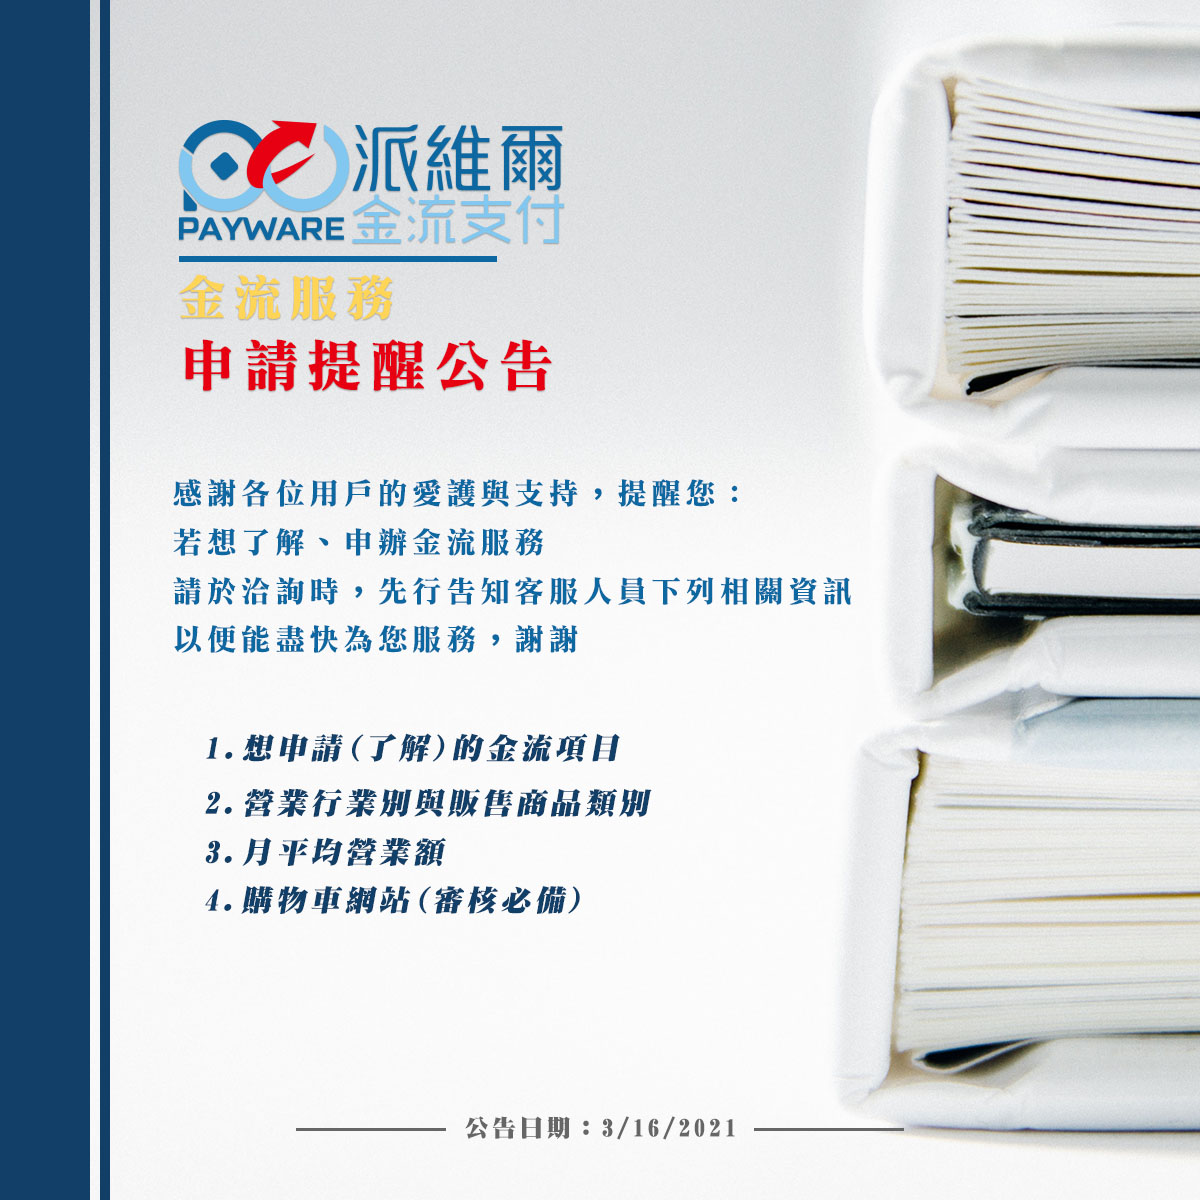 派維爾
PAYWARE 金流支付
金流服務
申請提醒公告
感謝各位用戶的愛護與支持，提醒您：
若想了解、申辦金流服務
請於洽詢時，先行告知客服人員下列相關資訊
以便能盡快為您服務，謝謝
1.想申請(了解)的金流項目
2.營業行業別與販售商品類別
3.月平均營業額
4.購物車網站(審核必備)
公告日期：3/16/2021